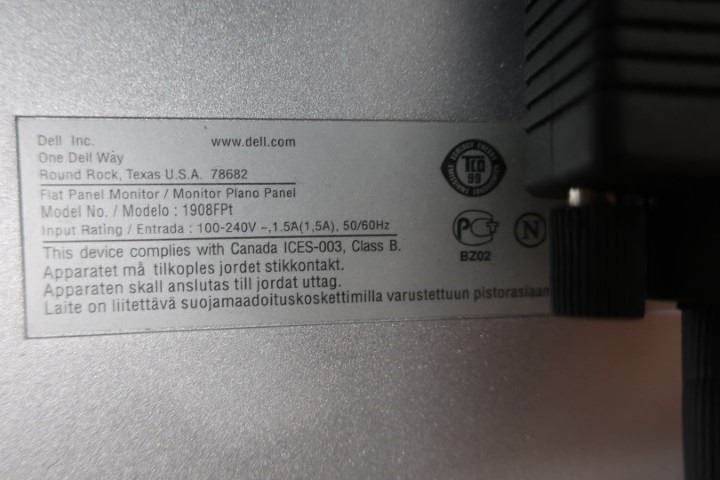 Dell Inc. www.dell.com
One Dell Way
Round Rock, Texas U.S.A. 78682
Flat Panel Monitor / Monitor Plano Panel
Model No. / Modelo : 1908FPt
Input Rating / Entrada : 100-240V ~,1.5A(1,5A), 50/60Hz
This device complies with Canada ICES-003, Class B.
Apparatet må tilkoples jordet stikkontakt.
Apparaten skall anslutas till jordat uttag.
Laite on liitettävä suojamaadoituskoskettimilla varustettuun pistorasiaan
TCO
99
PCT
BZ02
N